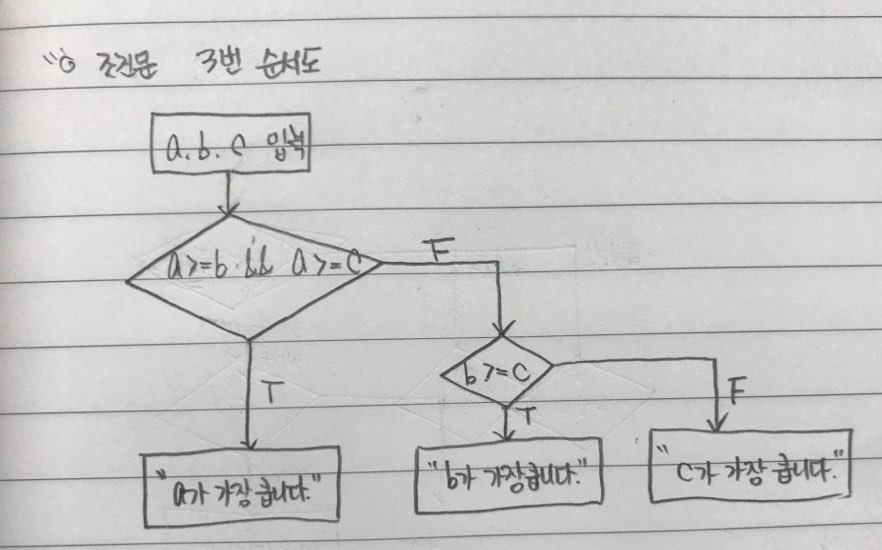 조건문 3번 순서도
a. b. c 입력
a>=b && a>=c
F
b>=c
T
T
F
"a가 가장 큽니다."
"b가 가장 큽니다."
"c가 가장 큽니다."